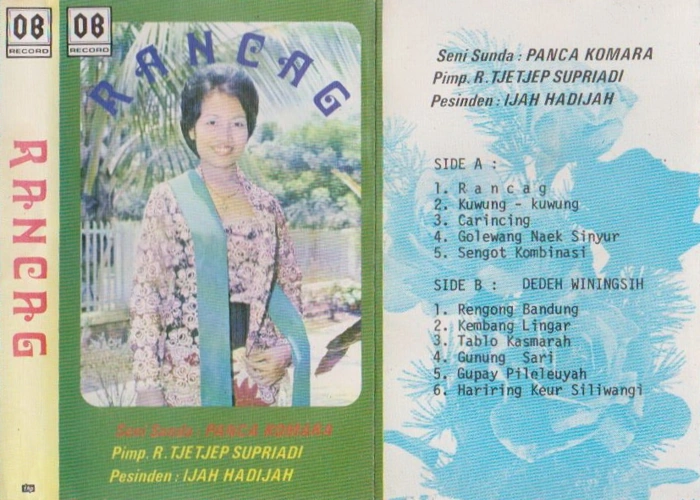 08
RECORD
RANCAG
08
RECORD
RANCAG
Seni Sunda : PANCA KOMARA
Pimp. R. TJETJEP SUPRIADI
Pesinden : IJAH HADIJAH
Seni Sunda : PANCA KOMARA
Pimp. R. TJETJEP SUPRIADI
Pesinden : IJAH HADIJAH
SIDE A :
1. R a n c a g
2. Kuwung - kuwung
3. Carincing
4. Golewang Naek Sinyur
5. Sengot Kombinasi
SIDE B : DEDEH WININGSIH
1. Rengong Bandung
2. Kembang Lingar
3. Tablo Kasmarah
4. Gunung Sari
5. Gupay Pileleuyah
6. Hariring Keur Siliwangi